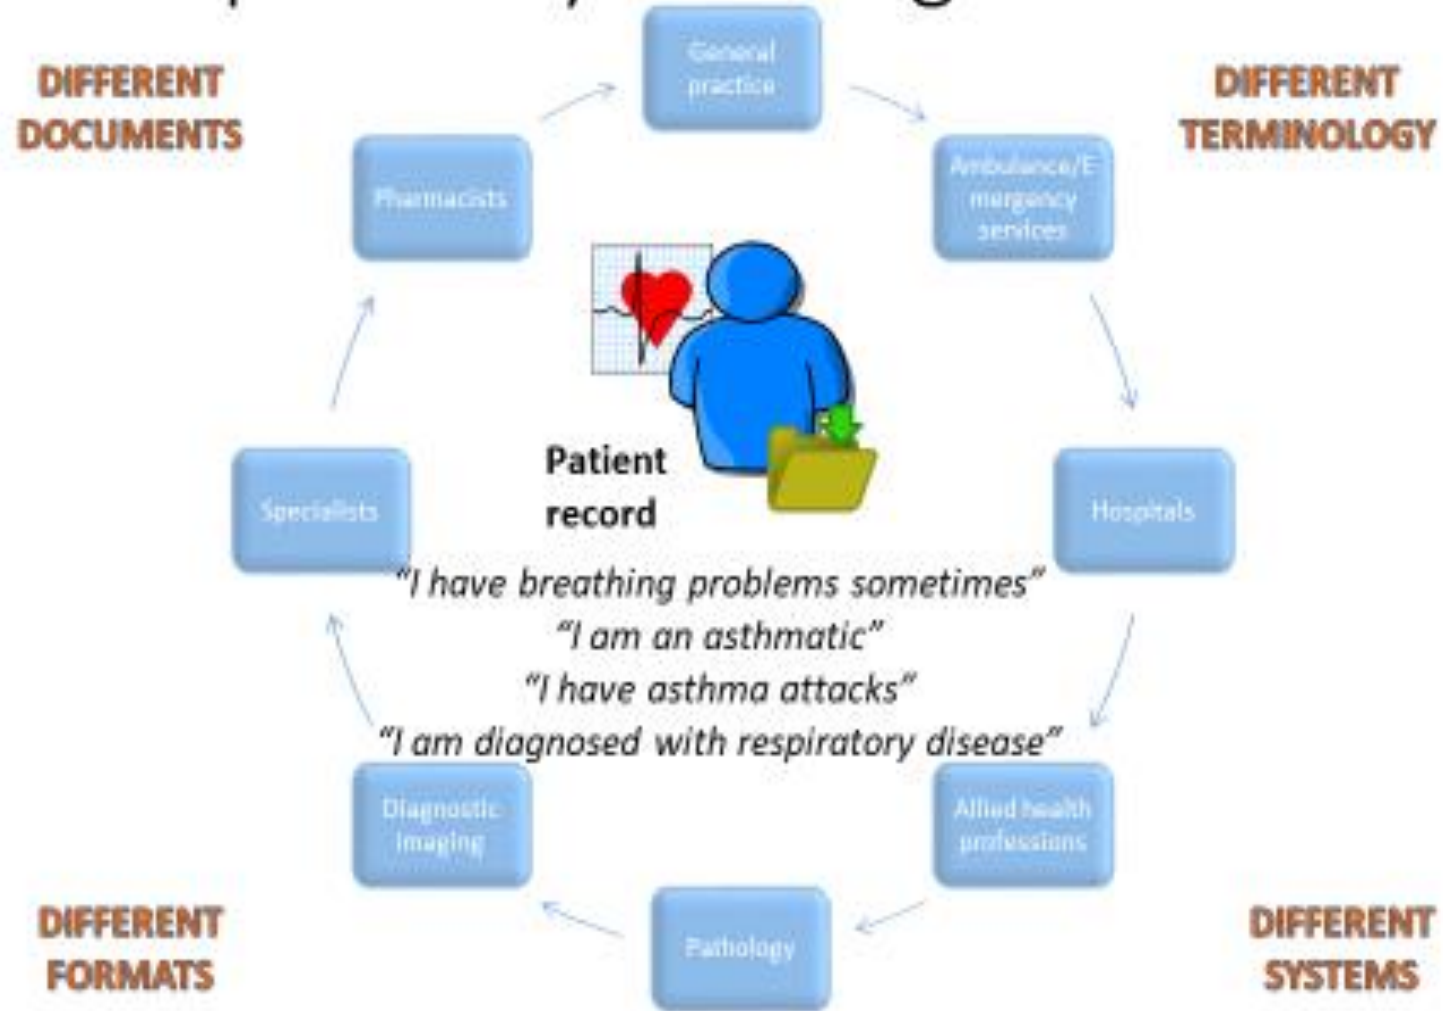 General
practice
DIFFERENT
DOCUMENTS
DIFFERENT
TERMINOLOGY
Pharmacists
Ambulance/E
mergency
services
Patient
record
Specialists
Hospitals
“I have breathing problems sometimes”
“I am an asthmatic”
“I have asthma attacks”
“I am diagnosed with respiratory disease”
Diagnostic
imaging
Allied health
professions
Pathology
DIFFERENT
FORMATS
DIFFERENT
SYSTEMS